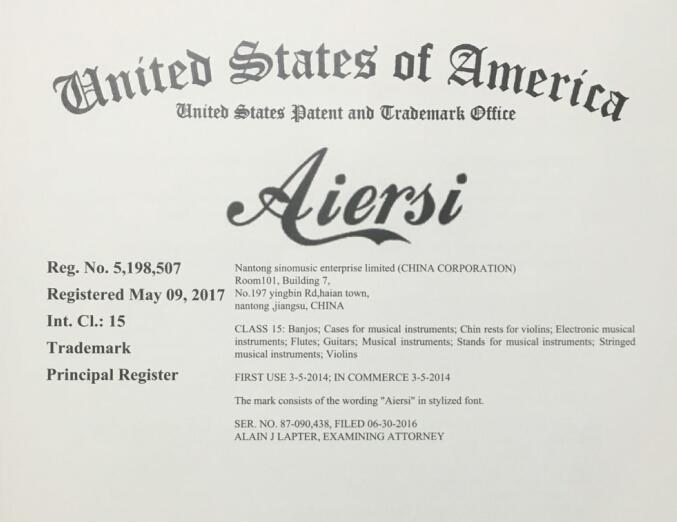 United States of America
United States Patent and Trademark Office
Aiersi
Reg. No. 5,198,507
Registered May 09, 2017
Int. Cl.: 15
Trademark
Principal Register
Nantong sinomusic enterprise limited (CHINA CORPORATION)
Room101, Building 7,
No.197 yingbin Rd,haian town,
nantong ,jiangsu, CHINA
CLASS 15: Banjos; Cases for musical instruments; Chin rests for violins; Electronic musical
instruments; Flutes; Guitars; Musical instruments; Stands for musical instruments; Stringed
musical instruments; Violins
FIRST USE 3-5-2014; IN COMMERCE 3-5-2014
The mark consists of the wording "Aiersi" in stylized font.
SER. NO. 87-090,438, FILED 06-30-2016
ALAIN J LAPTER, EXAMINING ATTORNEY